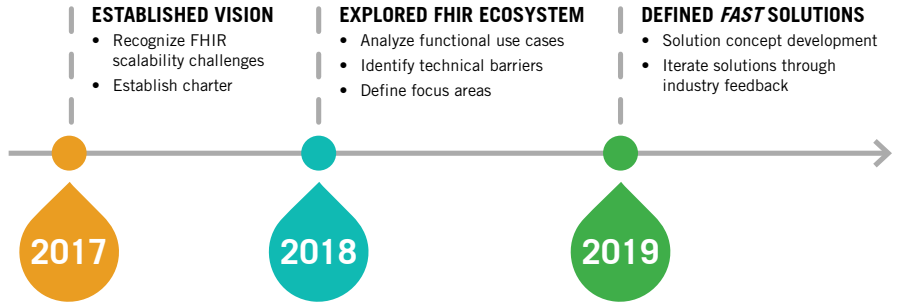 ESTABLISHED VISION
• Recognize FHIR
scalability challenges
• Establish charter
EXPLORED FHIR ECOSYSTEM
• Analyze functional use cases
• Identify technical barriers
• Define focus areas
DEFINED FAST SOLUTIONS
• Solution concept development
• Iterate solutions through
industry feedback
2017
2018
2019